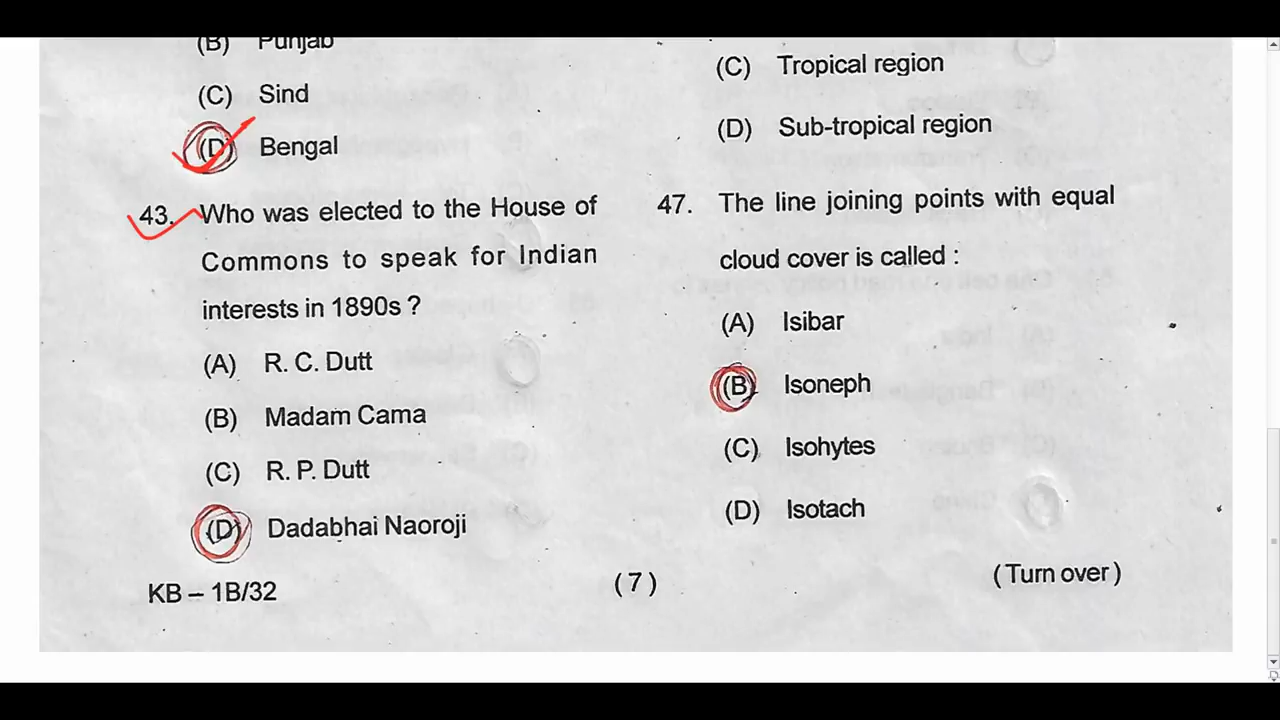 (B) Punjab
(C) Sind
(D) Bengal
43. Who was elected to the House of
Commons to speak for Indian
interests in 1890s ?
(A) R. C. Dutt
(B) Madam Cama
(C) R. P. Dutt
(D) Dadabhai Naoroji
(C) Tropical region
(D) Sub-tropical region
47. The line joining points with equal
cloud cover is called :
(A) Isibar
(B) Isoneph
(C) Isohytes
(D) Isotach
KB – 1B/32
(7)
(Turn over)